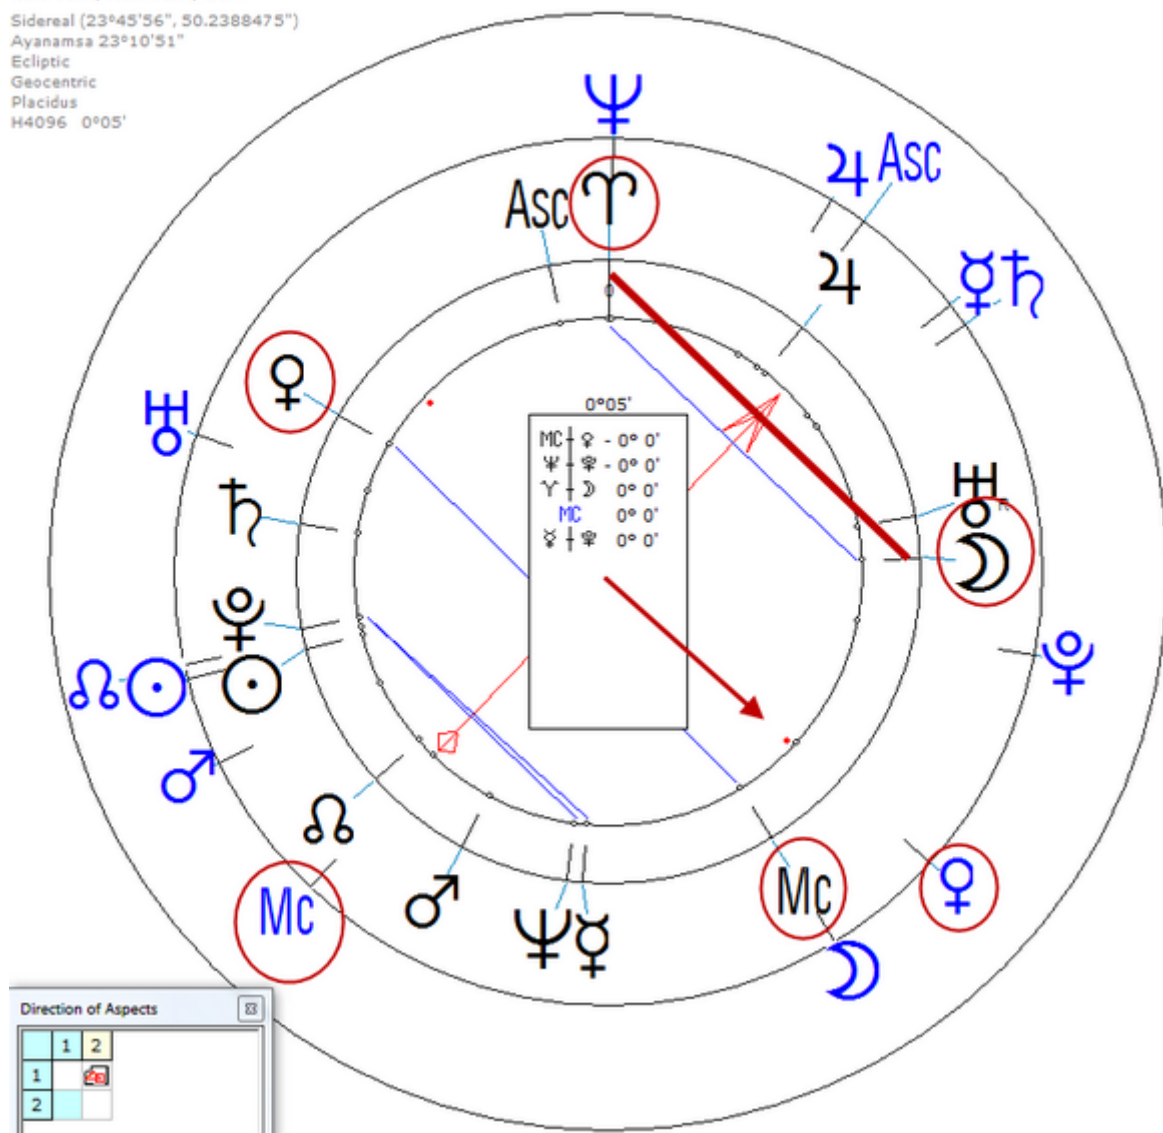 Sidereal (23°45'56", 50.2388475")
Ayanamsa 23°10'51"
Ecliptic
Geocentric
Placidus
H4096 0°05'
♆
♃ Asc
Asc ♈
♃
☿ ♄
0
♀
♅
0°05'
MC ┼ ♀ - 0° 0'
♆ ┼ ♆ - 0° 0'
♈ ┼ ☽ 0° 0'
MC 0° 0'
☿ ┼ ♆ 0° 0'
♄
♅ R
☽
♇
♇
☊ ☉ ☉
♂
☊
Mc
♂
♆ ☿
Mc
♀
☽
Direction of Aspects
1 2
1
2